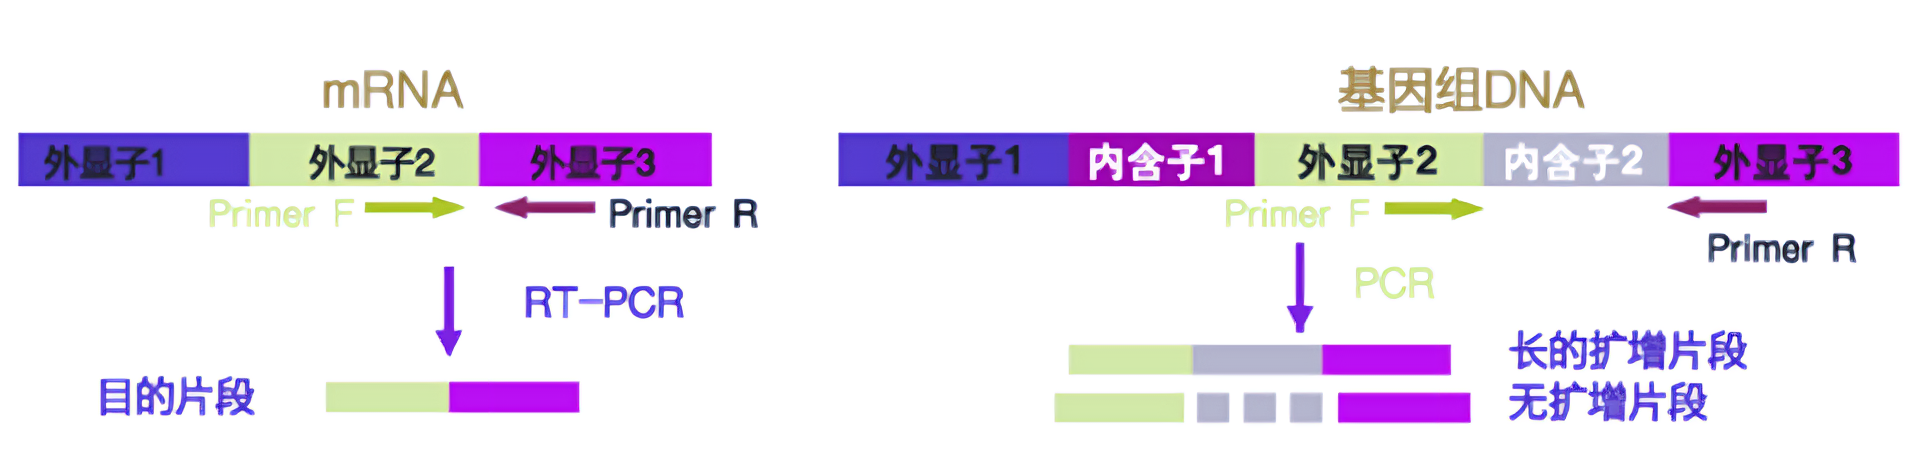 mRNA
外显子1 外显子2 外显子3
Primer F Primer R
RT-PCR
目的片段
基因组DNA
外显子1 内含子1 外显子2 内含子2 外显子3
Primer F
Primer R
PCR
长的扩增片段
无扩增片段